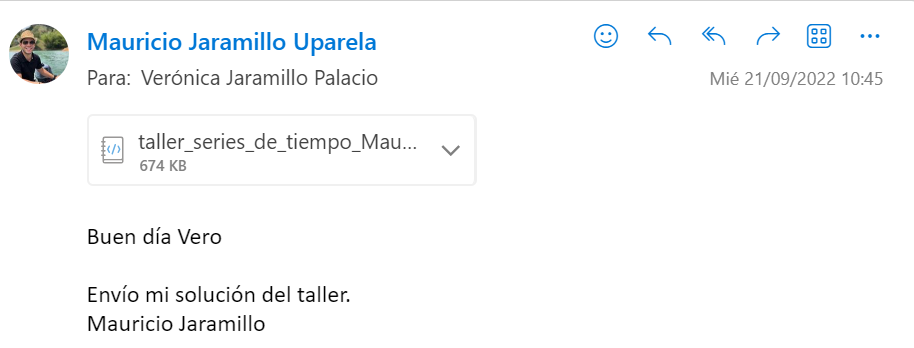 Mauricio Jaramillo Uparela
Para: Verónica Jaramillo Palacio
Mié 21/09/2022 10:45
taller_series_de_tiempo_Mau...
674 KB
Buen día Vero
Envío mi solución del taller.
Mauricio Jaramillo